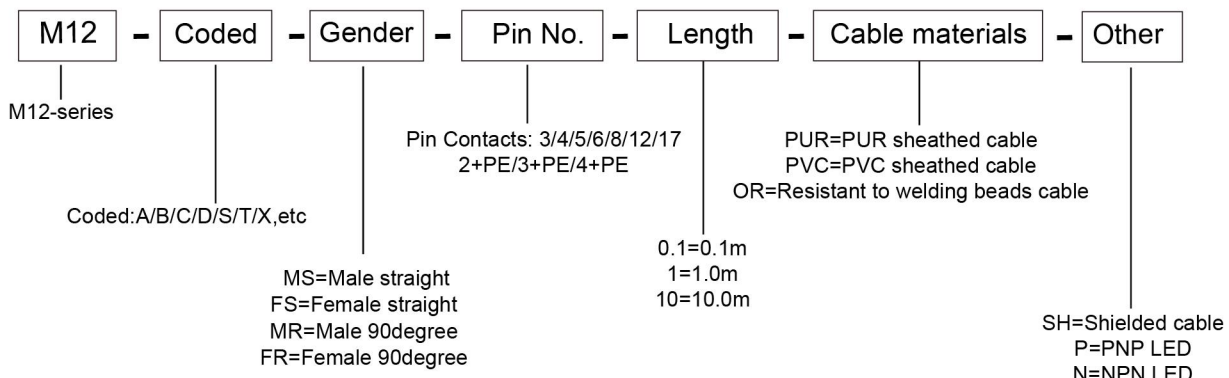 M12 - Coded - Gender - Pin No. - Length - Cable materials - Other
M12-series
Pin Contacts: 3/4/5/6/8/12/17
2+PE/3+PE/4+PE
PUR=PUR sheathed cable
PVC=PVC sheathed cable
OR=Resistant to welding beads cable
Coded:A/B/C/D/S/T/X,etc
0.1=0.1m
1=1.0m
10=10.0m
MS=Male straight
FS=Female straight
MR=Male 90degree
FR=Female 90degree
SH=Shielded cable
P=PNP LED
N=NPN LED